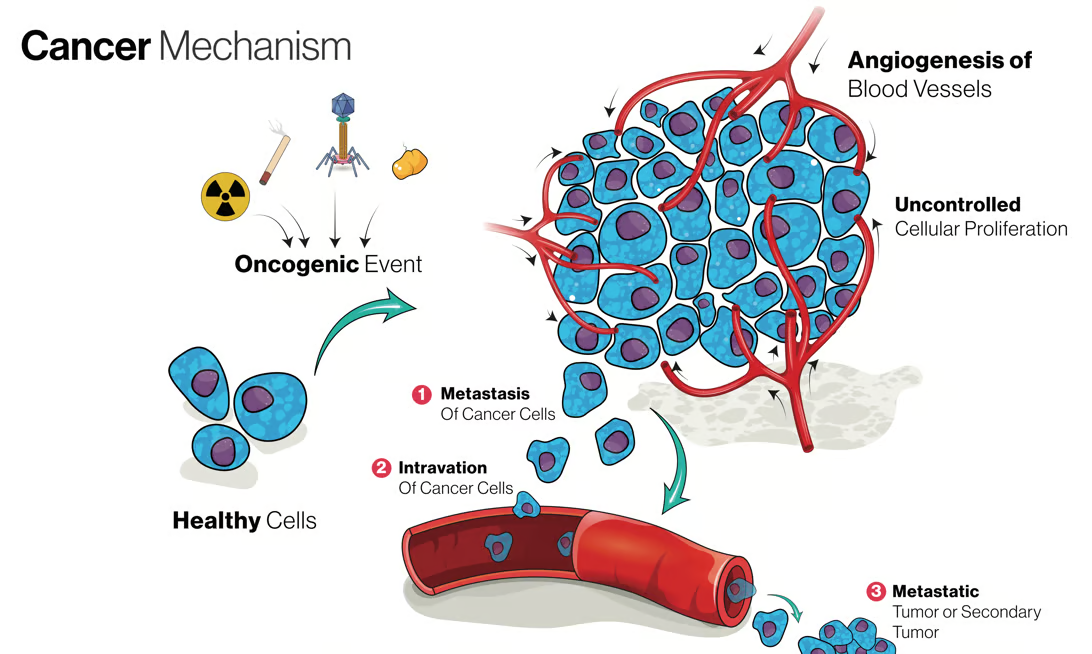 Cancer Mechanism
Angiogenesis of
Blood Vessels
Uncontrolled
Cellular Proliferation
Oncogenic Event
1 Metastasis
Of Cancer Cells
2 Intravation
Of Cancer Cells
Healthy Cells
3 Metastatic
Tumor or Secondary
Tumor